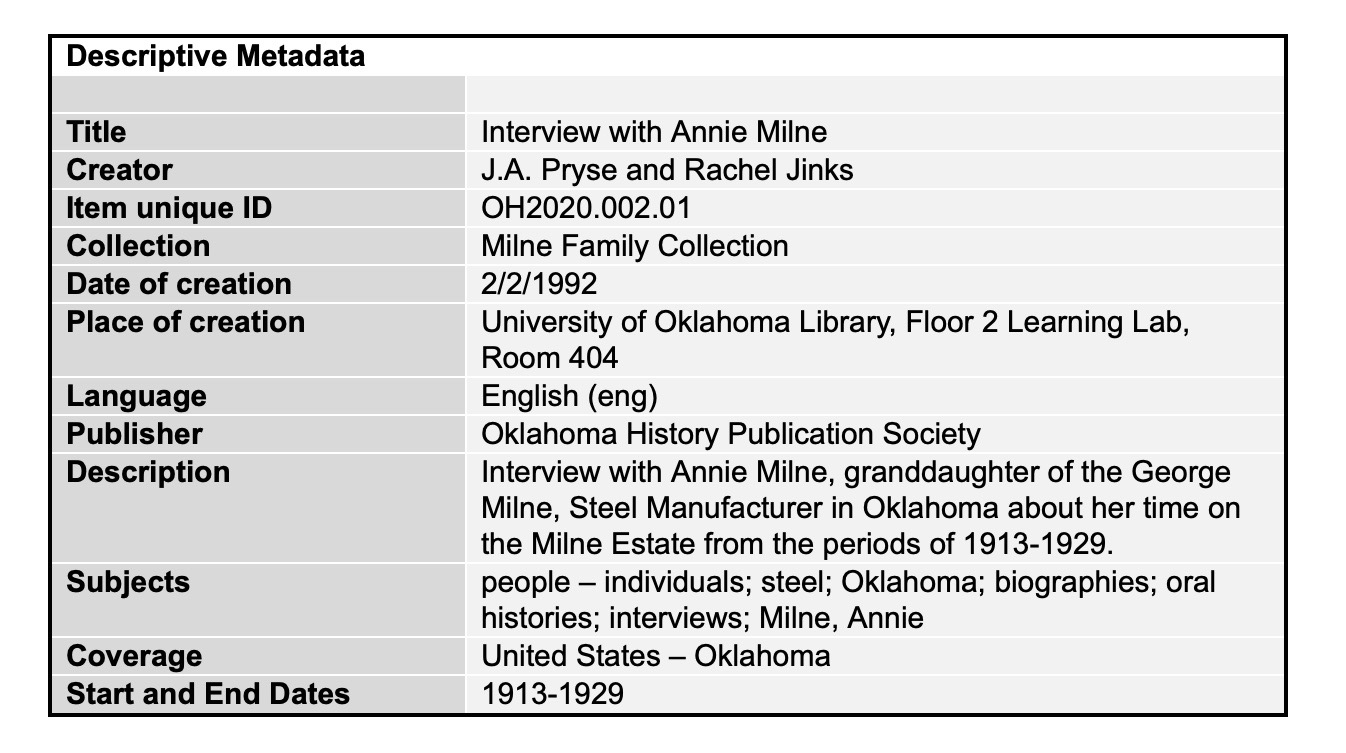 Descriptive Metadata
Title Interview with Annie Milne
Creator J.A. Pryse and Rachel Jinks
Item unique ID OH2020.002.01
Collection Milne Family Collection
Date of creation 2/2/1992
Place of creation University of Oklahoma Library, Floor 2 Learning Lab,
Room 404
Language English (eng)
Publisher Oklahoma History Publication Society
Description Interview with Annie Milne, granddaughter of the George
Milne, Steel Manufacturer in Oklahoma about her time on
the Milne Estate from the periods of 1913-1929.
Subjects people – individuals; steel; Oklahoma; biographies; oral
histories; interviews; Milne, Annie
Coverage United States – Oklahoma
Start and End Dates 1913-1929